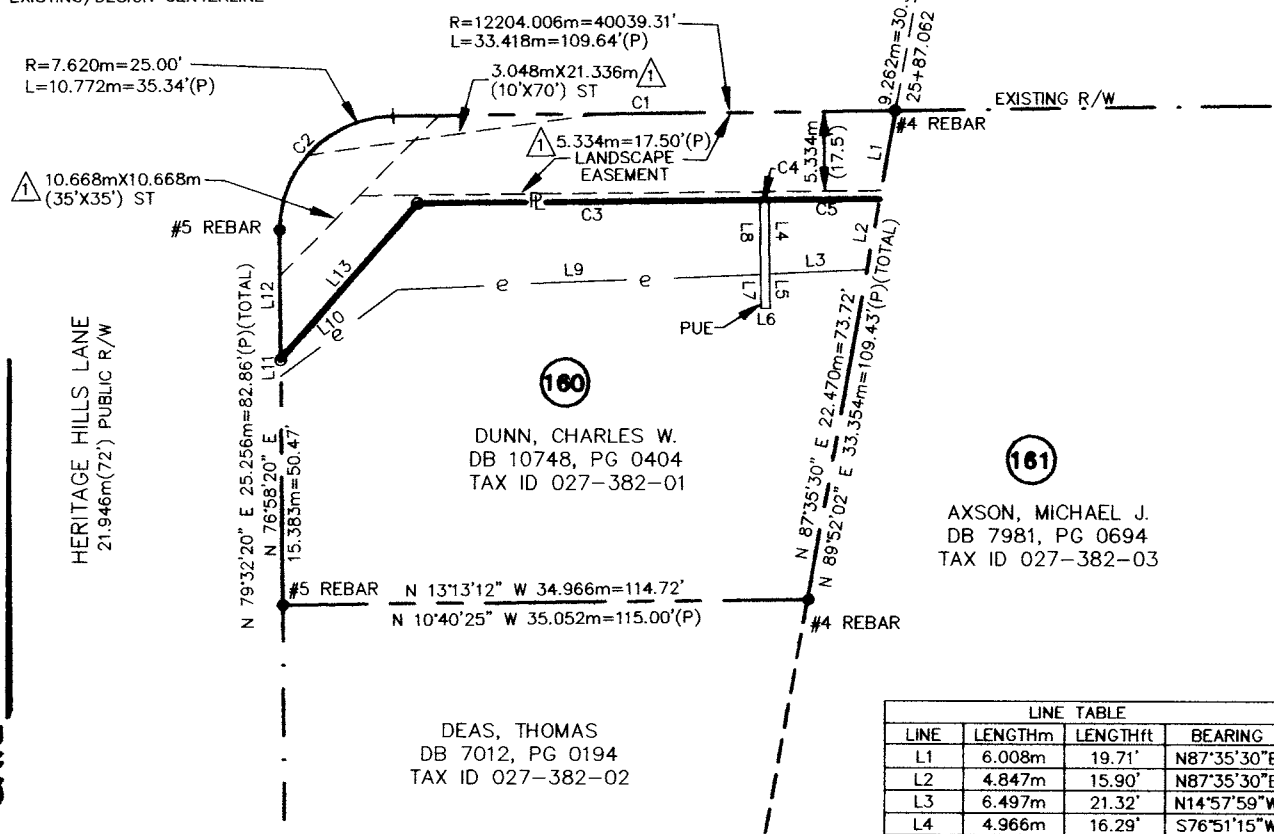 R=12204.006m=40039.31'
L=33.418m=109.64'(P)
R=7.620m=25.00'
L=10.772m=35.34'(P)
3.048mX21.336m 1
(10'X70') ST
C1
EXISTING R/W
#4 REBAR
25+87.062
C2
1 5.334m=17.50'(P)
LANDSCAPE
EASEMENT
5.334m
(17.5')
L1
C4
1 10.668mX10.668m
(35'X35') ST
PL
C3
C5
#5 REBAR
L8
L4
L2
L12
L13
L9
L3
e
e
L7
L5
L10
e
PUE
L6
L11
HERITAGE HILLS LANE
21.946m(72') PUBLIC R/W
N 79°32'20" E 25.256m=82.86'(P)(TOTAL)
N 76°58'20" E
15.383m=50.47'
160
DUNN, CHARLES W.
DB 10748, PG 0404
TAX ID 027-382-01
N 87°35'30" E 22.470m=73.72'
N 89°52'02" E 33.354m=109.43'(P)(TOTAL)
161
AXSON, MICHAEL J.
DB 7981, PG 0694
TAX ID 027-382-03
#5 REBAR
N 13°13'12" W 34.966m=114.72'
N 10°40'25" W 35.052m=115.00'(P)
#4 REBAR
DEAS, THOMAS
DB 7012, PG 0194
TAX ID 027-382-02
LINE TABLE
LINE LENGTHm LENGTHft BEARING
L1 6.008m 19.71' N87°35'30"E
L2 4.847m 15.90' N87°35'30"E
L3 6.497m 21.32' N14°57'59"W
L4 4.966m 16.29' S76°51'15"W